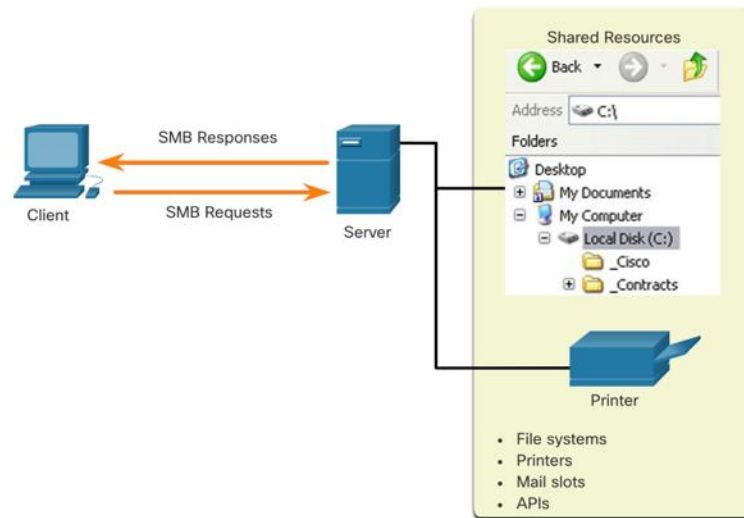 Shared Resources
Back
Address C:\
Folders
Desktop
My Documents
My Computer
Local Disk (C:)
_Cisco
_Contracts
SMB Responses
SMB Requests
Client
Server
Printer
• File systems
• Printers
• Mail slots
• APIs